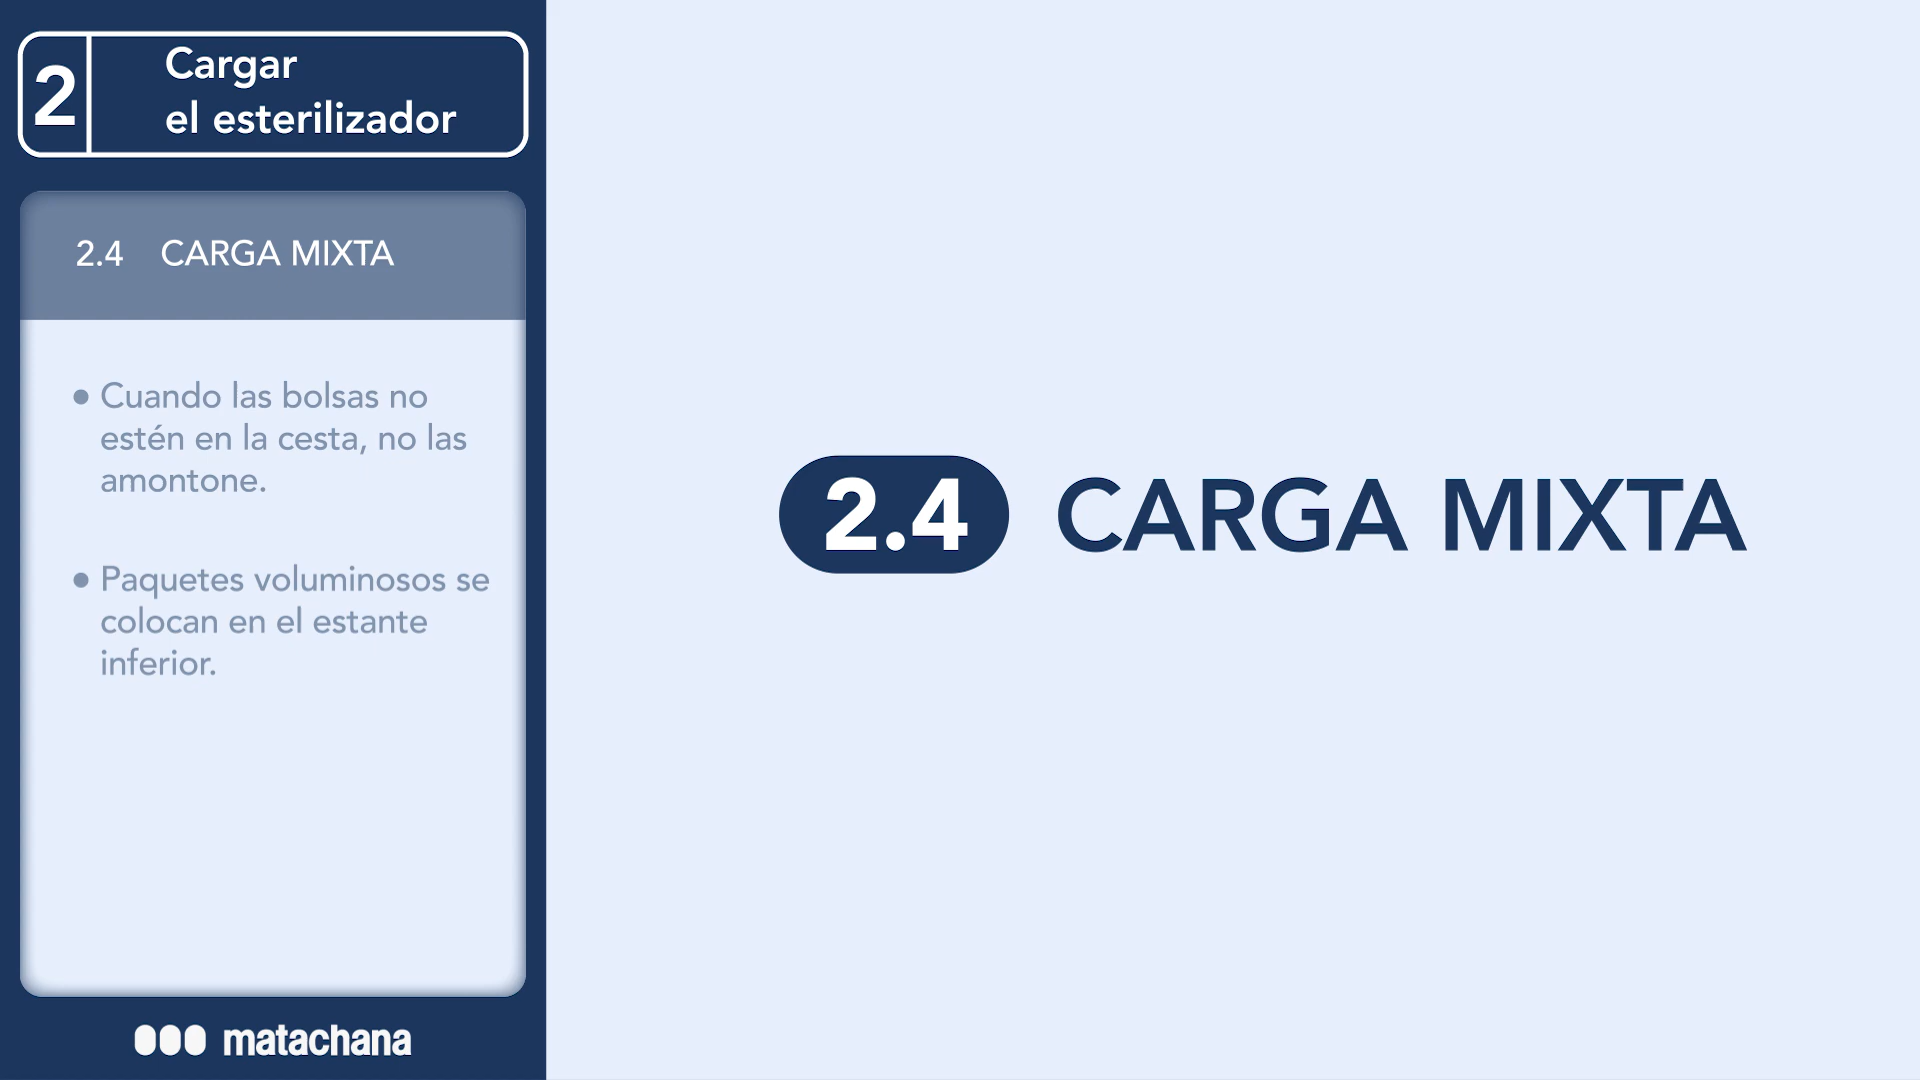 2
Cargar
el esterilizador
2.4 CARGA MIXTA
• Cuando las bolsas no
estén en la cesta, no las
amontone.
• Paquetes voluminosos se
colocan en el estante
inferior.
matachana
2.4 CARGA MIXTA